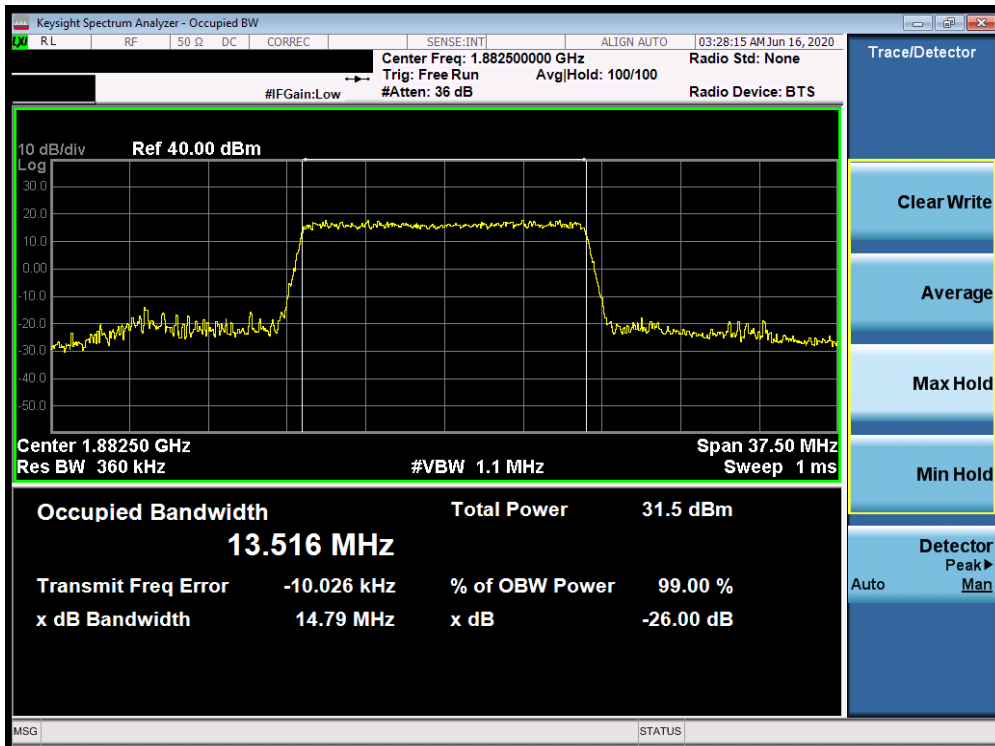 Keysight Spectrum Analyzer - Occupied BW
LXI RL RF 50 Ω DC CORREC SENSE:INT ALIGN AUTO 03:28:15 AM Jun 16, 2020
Center Freq: 1.882500000 GHz Radio Std: None
Trig: Free Run Avg|Hold: 100/100
#IFGain:Low #Atten: 36 dB Radio Device: BTS
10 dB/div Ref 40.00 dBm
Log
30.0
20.0
10.0
0.00
-10.0
-20.0
-30.0
-40.0
-50.0
Center 1.88250 GHz Span 37.50 MHz
Res BW 360 kHz #VBW 1.1 MHz Sweep 1 ms
Occupied Bandwidth Total Power 31.5 dBm
13.516 MHz
Transmit Freq Error -10.026 kHz % of OBW Power 99.00 %
x dB Bandwidth 14.79 MHz x dB -26.00 dB
Trace/Detector
Clear Write
Average
Max Hold
Min Hold
Detector
Peak▶
Auto Man
MSG STATUS